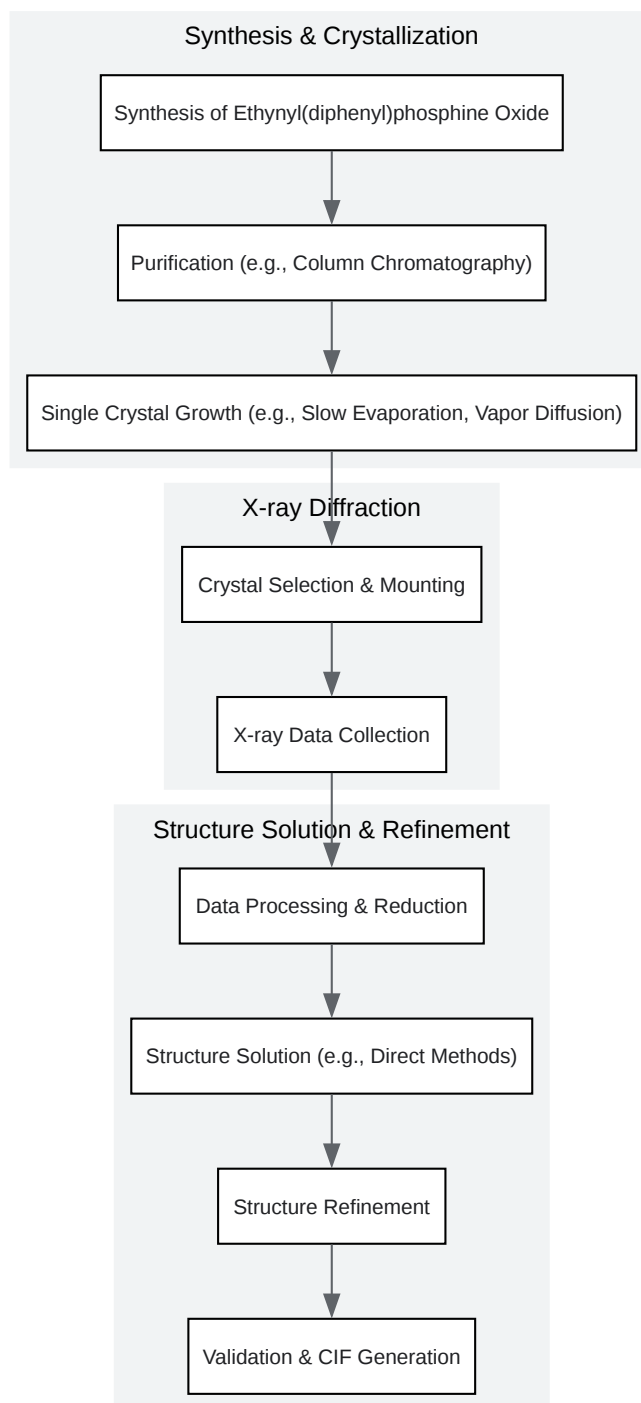 Synthesis & Crystallization
Synthesis of Ethynyl(diphenyl)phosphine Oxide
Purification (e.g., Column Chromatography)
Single Crystal Growth (e.g., Slow Evaporation, Vapor Diffusion)
X-ray Diffraction
Crystal Selection & Mounting
X-ray Data Collection
Structure Solution & Refinement
Data Processing & Reduction
Structure Solution (e.g., Direct Methods)
Structure Refinement
Validation & CIF Generation